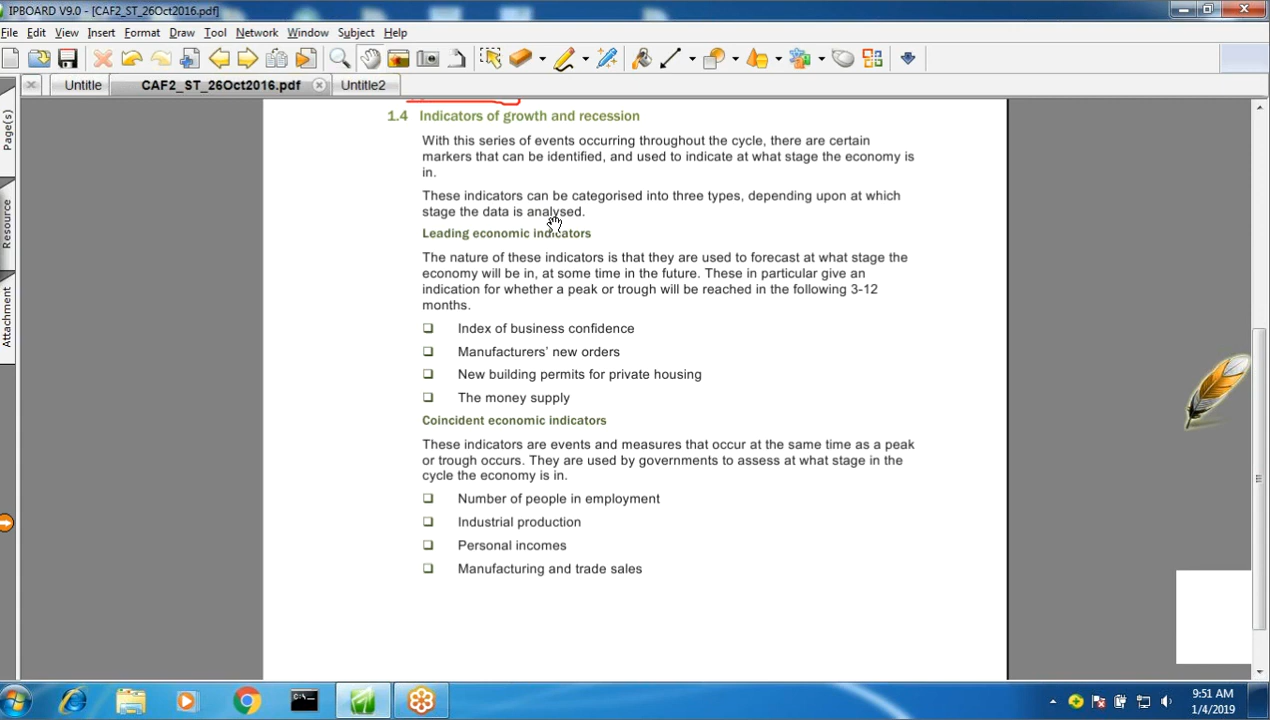 IPBOARD V9.0 - [CAF2_ST_26Oct2016.pdf]
File Edit View Insert Format Draw Tool Network Window Subject Help
Untitle CAF2_ST_26Oct2016.pdf Untitle2
Page(s)
Resource
Attachment
1.4 Indicators of growth and recession
With this series of events occurring throughout the cycle, there are certain
markers that can be identified, and used to indicate at what stage the economy is
in.
These indicators can be categorised into three types, depending upon at which
stage the data is analysed.
Leading economic indicators
The nature of these indicators is that they are used to forecast at what stage the
economy will be in, at some time in the future. These in particular give an
indication for whether a peak or trough will be reached in the following 3-12
months.
❑ Index of business confidence
❑ Manufacturers' new orders
❑ New building permits for private housing
❑ The money supply
Coincident economic indicators
These indicators are events and measures that occur at the same time as a peak
or trough occurs. They are used by governments to assess at what stage in the
cycle the economy is in.
❑ Number of people in employment
❑ Industrial production
❑ Personal incomes
❑ Manufacturing and trade sales
9:51 AM
1/4/2019